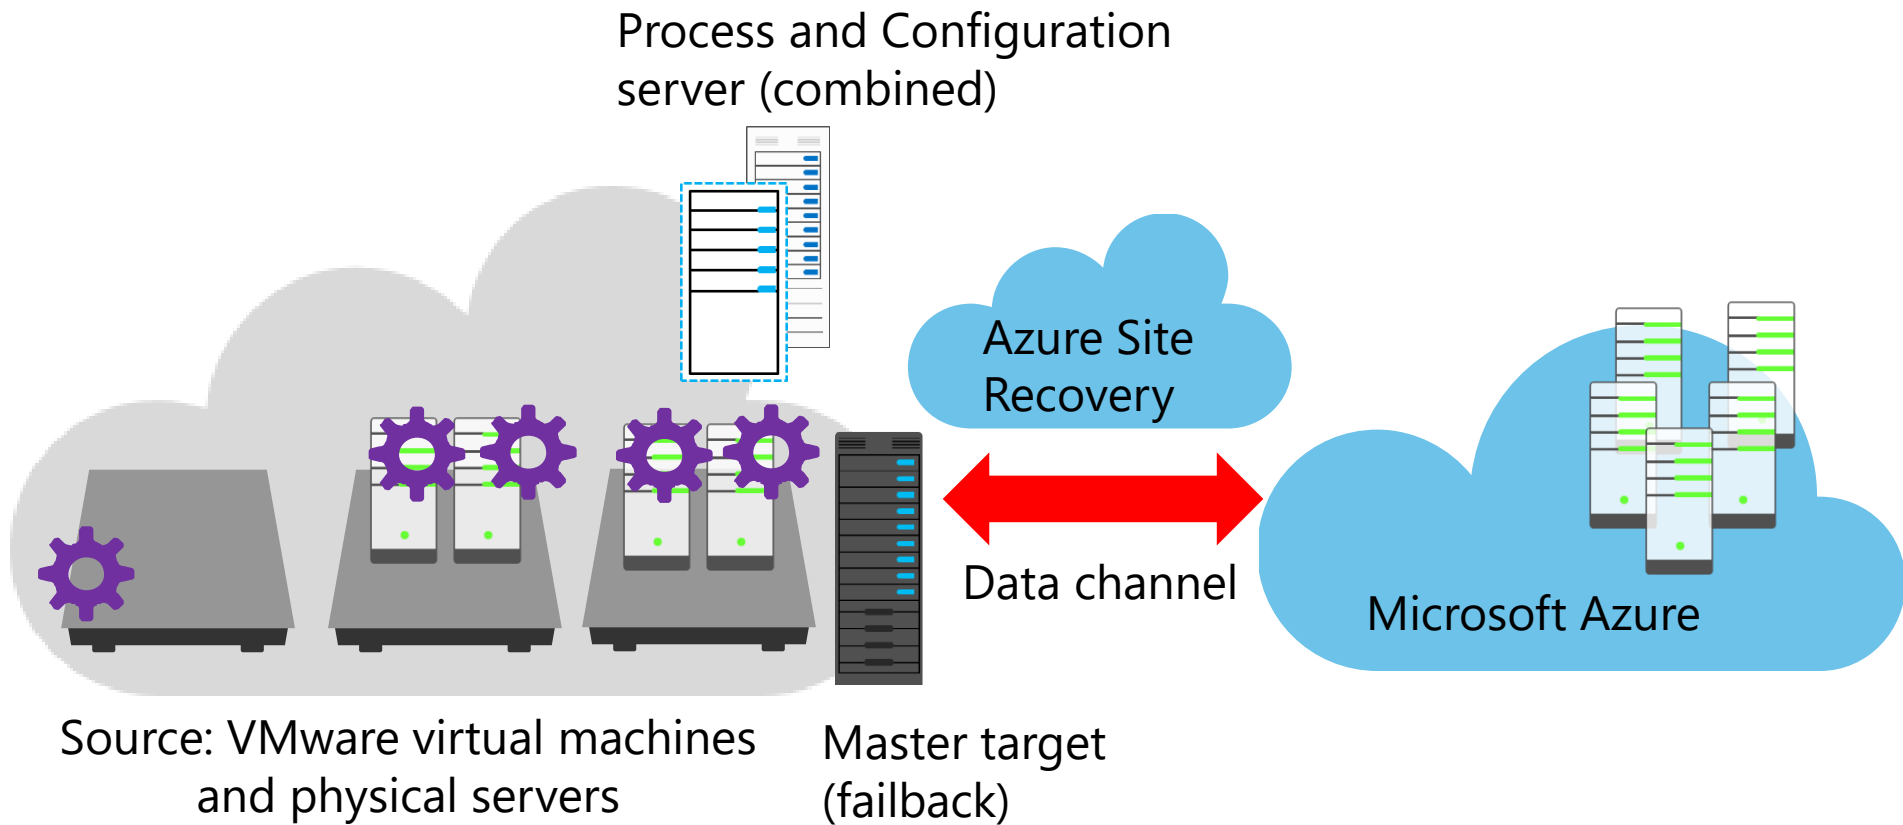 Process and Configuration
server (combined)
Azure Site
Recovery
Data channel
Microsoft Azure
Source: VMware virtual machines
and physical servers
Master target
(failback)